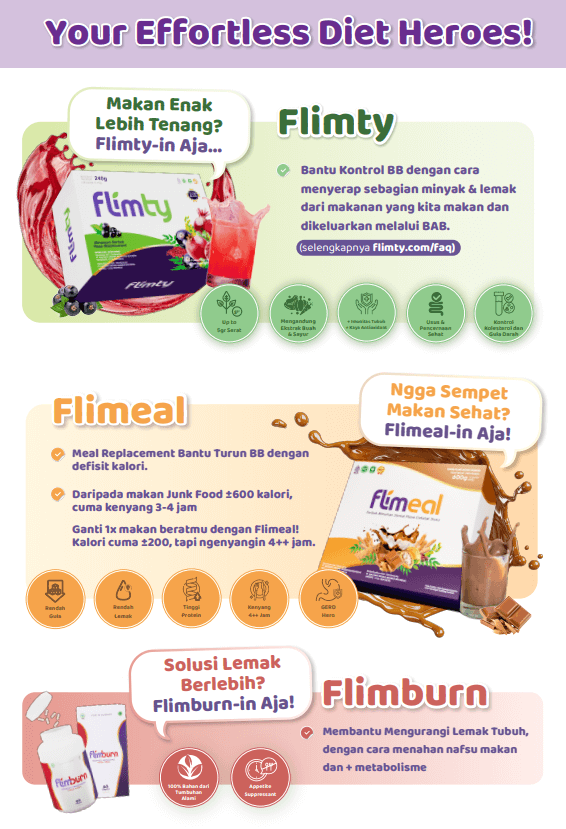 Your Effortless Diet Heroes!
Makan Enak
Lebih Tenang?
Flimty-in Aja...
Flimty
Bantu Kontrol BB dengan cara
menyerap sebagian minyak & lemak
dari makanan yang kita makan dan
dikeluarkan melalui BAB.
(selengkapnya flimty.com/faq)
240g
flimty
Flimty
flimty
Up to
5gr Serat
Mengandung
Ekstrak Buah
& Sayur
+ Imunitas Tubuh
+ Kaya Antioksidan
Usus &
Pencernaan
Sehat
Kontrol
Kolesterol dan
Gula Darah
Flimeal
Ngga Sempet
Makan Sehat?
Flimeal-in Aja!
Meal Replacement Bantu Turun BB dengan
defisit kalori.
Daripada makan Junk Food ±600 kalori,
cuma kenyang 3-4 jam
Ganti 1x makan beratmu dengan Flimeal!
Kalori cuma ±200, tapi ngenyangin 4++ jam.
flimeal
Rendah
Gula
Rendah
Lemak
Tinggi
Protein
Kenyang
4++ Jam
GERD
Hero
Solusi Lemak
Berlebih?
Flimburn-in Aja!
Flimburn
Membantu Mengurangi Lemak Tubuh,
dengan cara menahan nafsu makan
dan + metabolisme
flimburn
flimburn
100% Bahan dari
Tumbuhan
Alami
Appetite
Suppressant